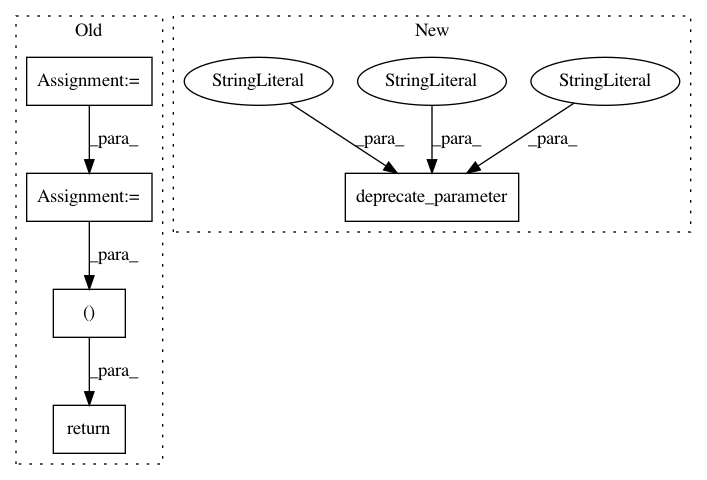 Old
New
Assignment:=
StringLiteral
StringLiteral
StringLiteral
_para_
_para_
_para_
_para_
Assignment:=
deprecate_parameter
_para_
()
_para_
return